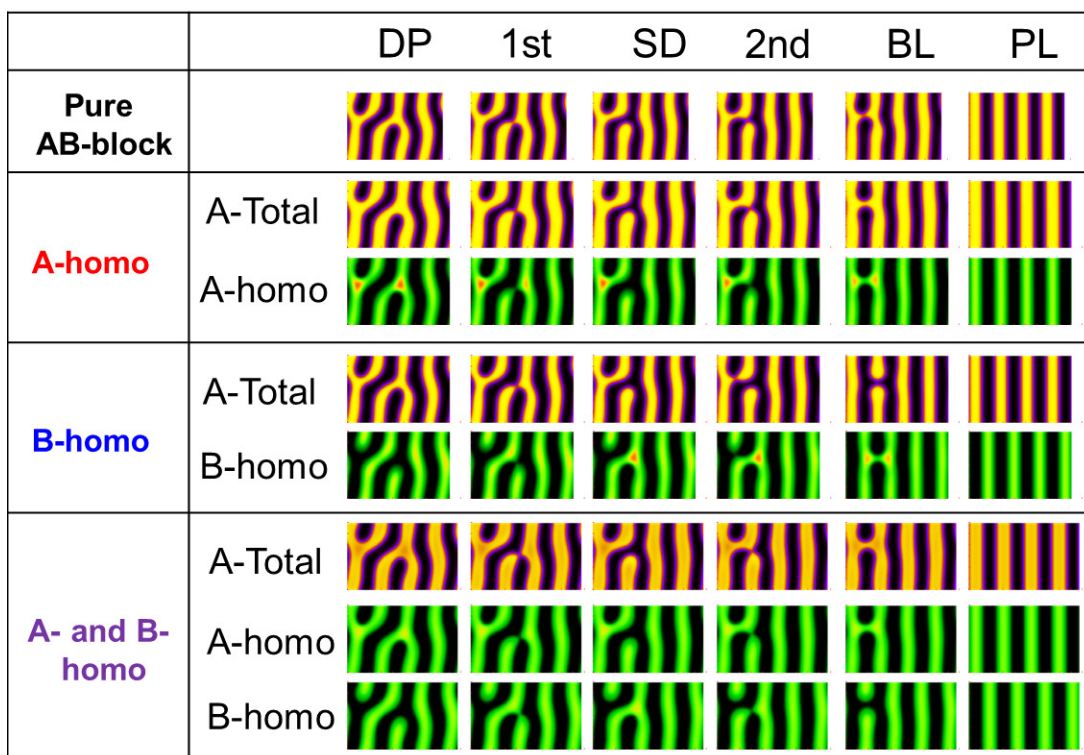 DP 1st SD 2nd BL PL
Pure
AB-block
A-homo
A-Total
A-homo
B-homo
A-Total
B-homo
A- and B-
homo
A-Total
A-homo
B-homo